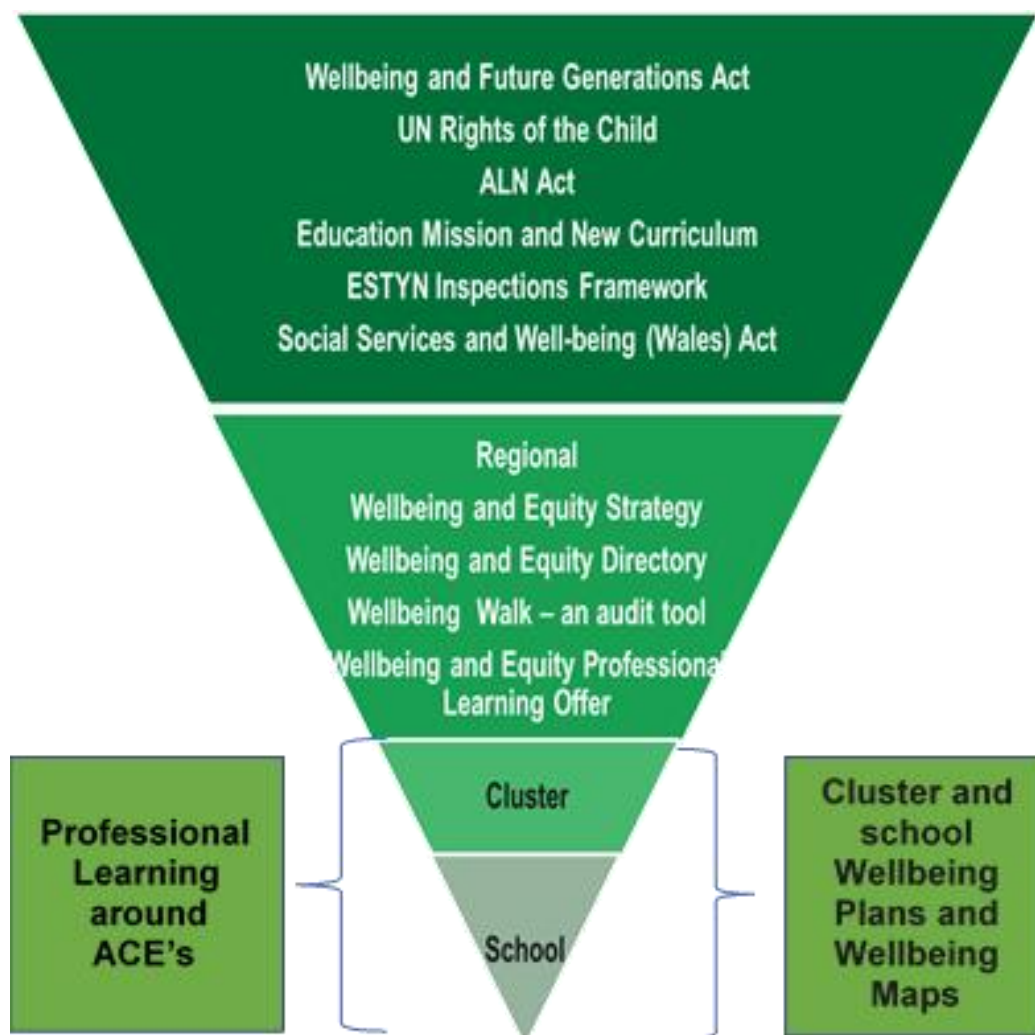 Wellbeing and Future Generations Act
UN Rights of the Child
ALN Act
Education Mission and New Curriculum
ESTYN Inspections Framework
Social Services and Well-being (Wales) Act
Regional
Wellbeing and Equity Strategy
Wellbeing and Equity Directory
Wellbeing Walk – an audit tool
Wellbeing and Equity Professional
Learning Offer
Cluster
School
Professional
Learning
around
ACE's
Cluster and
school
Wellbeing
Plans and
Wellbeing
Maps